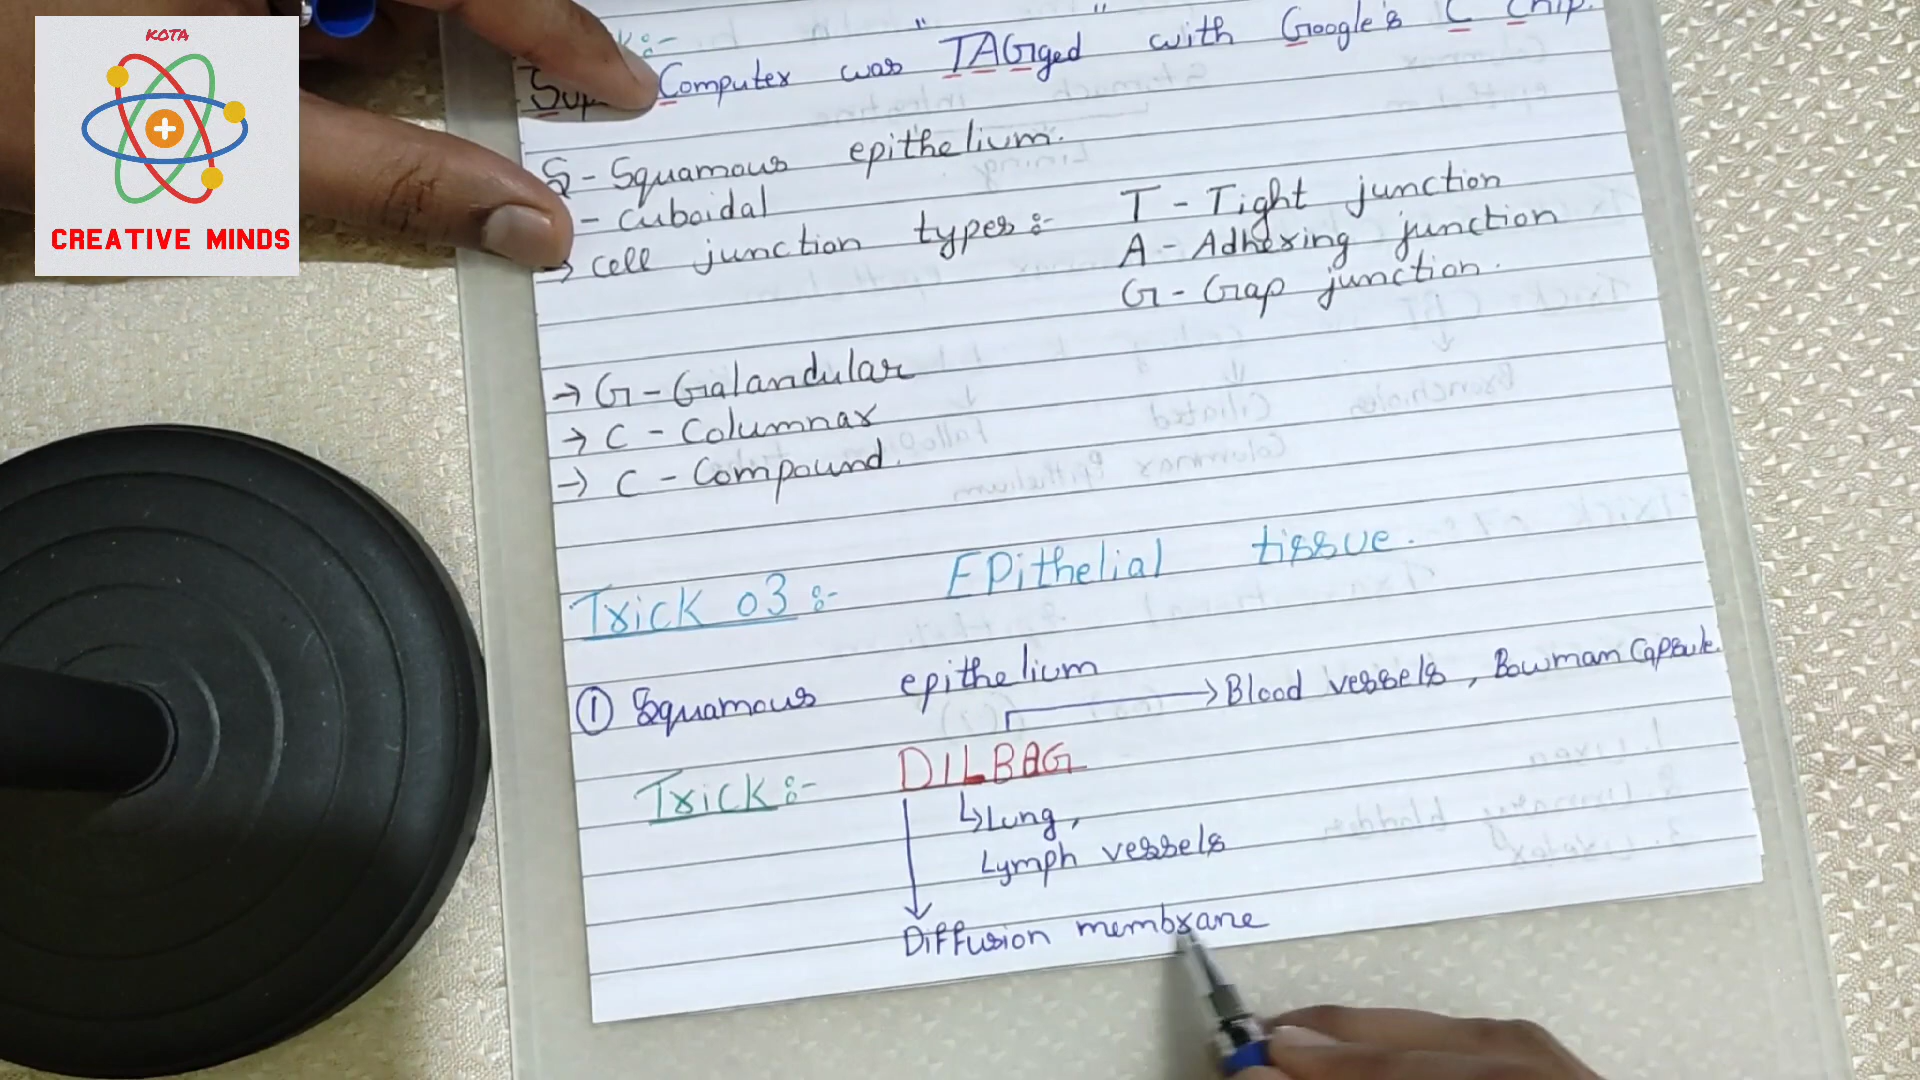 KOTA
CREATIVE MINDS
Computer was "TAGged" with Google's C Chip.
S - Squamous epithelium.
- Cuboidal
→ cell junction types:-
T - Tight junction
A - Adhering junction
G - Gap junction.
→ G - Galandular
→ C - Columnar
→ C - Compound.
Trick 03:- EPithelial tissue.
① Squamous epithelium
→ Blood vessels, Bowman Capsule.
Trick:- DILBAG
↳ Lung,
Lymph vessels
Diffusion membrane